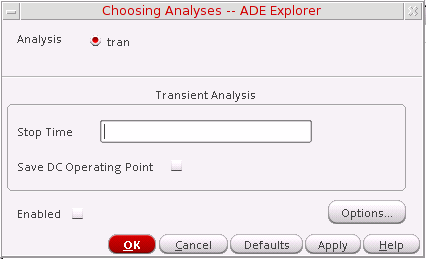 Choosing Analyses -- ADE Explorer
Analysis tran
Transient Analysis
Stop Time
Save DC Operating Point
Enabled
Options...
OK Cancel Defaults Apply Help